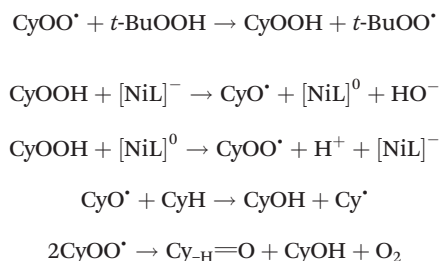 CyOO• + t-BuOOH → CyOOH + t-BuOO•
CyOOH + [NiL]⁻ → CyO• + [NiL]⁰ + HO⁻
CyOOH + [NiL]⁰ → CyOO• + H⁺ + [NiL]⁻
CyO• + CyH → CyOH + Cy•
2CyOO• → Cy₋H═O + CyOH + O₂